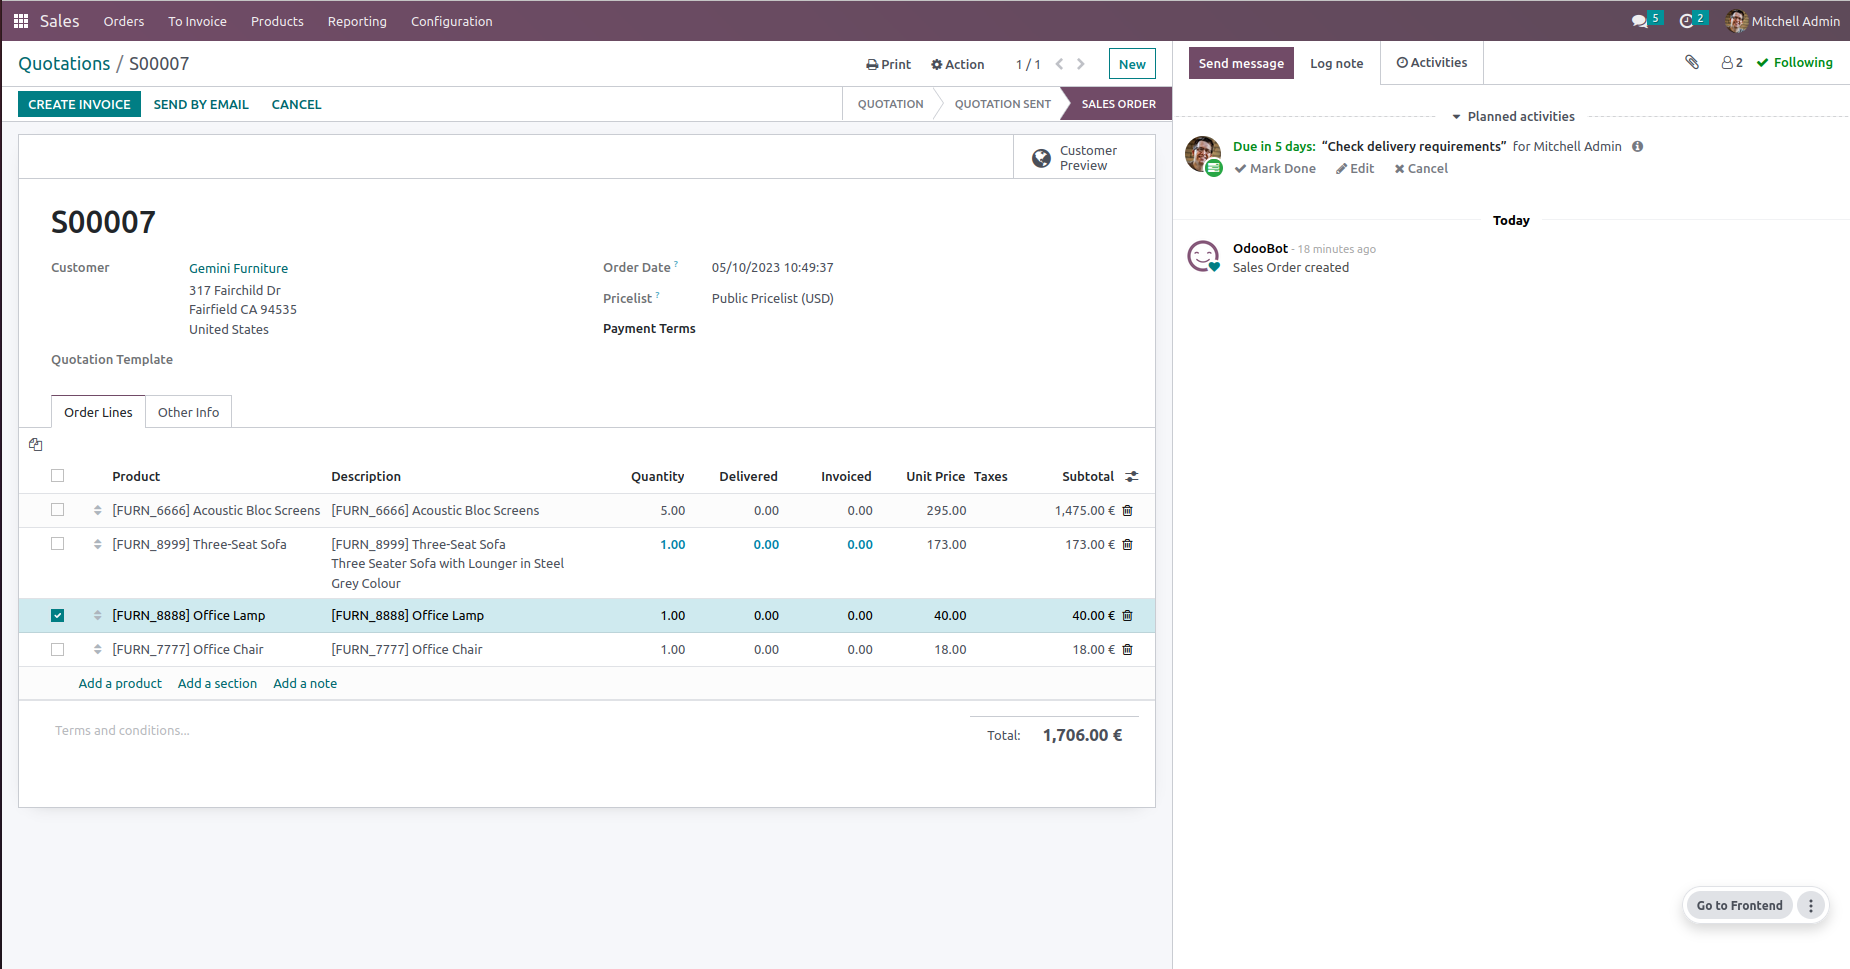 Sales Orders To Invoice Products Reporting Configuration 5 2 Mitchell Admin
Quotations / S00007 Print Action 1 / 1 New
Send message Log note Activities 2 Following
CREATE INVOICE SEND BY EMAIL CANCEL QUOTATION QUOTATION SENT SALES ORDER
Customer
Preview
S00007
Customer Gemini Furniture
317 Fairchild Dr
Fairfield CA 94535
United States
Order Date ? 05/10/2023 10:49:37
Pricelist ? Public Pricelist (USD)
Payment Terms
Quotation Template
Order Lines Other Info
Product Description Quantity Delivered Invoiced Unit Price Taxes Subtotal
[FURN_6666] Acoustic Bloc Screens [FURN_6666] Acoustic Bloc Screens 5.00 0.00 0.00 295.00 1,475.00 €
[FURN_8999] Three-Seat Sofa [FURN_8999] Three-Seat Sofa 1.00 0.00 0.00 173.00 173.00 €
Three Seater Sofa with Lounger in Steel
Grey Colour
[FURN_8888] Office Lamp [FURN_8888] Office Lamp 1.00 0.00 0.00 40.00 40.00 €
[FURN_7777] Office Chair [FURN_7777] Office Chair 1.00 0.00 0.00 18.00 18.00 €
Add a product Add a section Add a note
Terms and conditions...
Total: 1,706.00 €
Planned activities
Due in 5 days: “Check delivery requirements” for Mitchell Admin
Mark Done Edit Cancel
Today
OdooBot - 18 minutes ago
Sales Order created
Go to Frontend